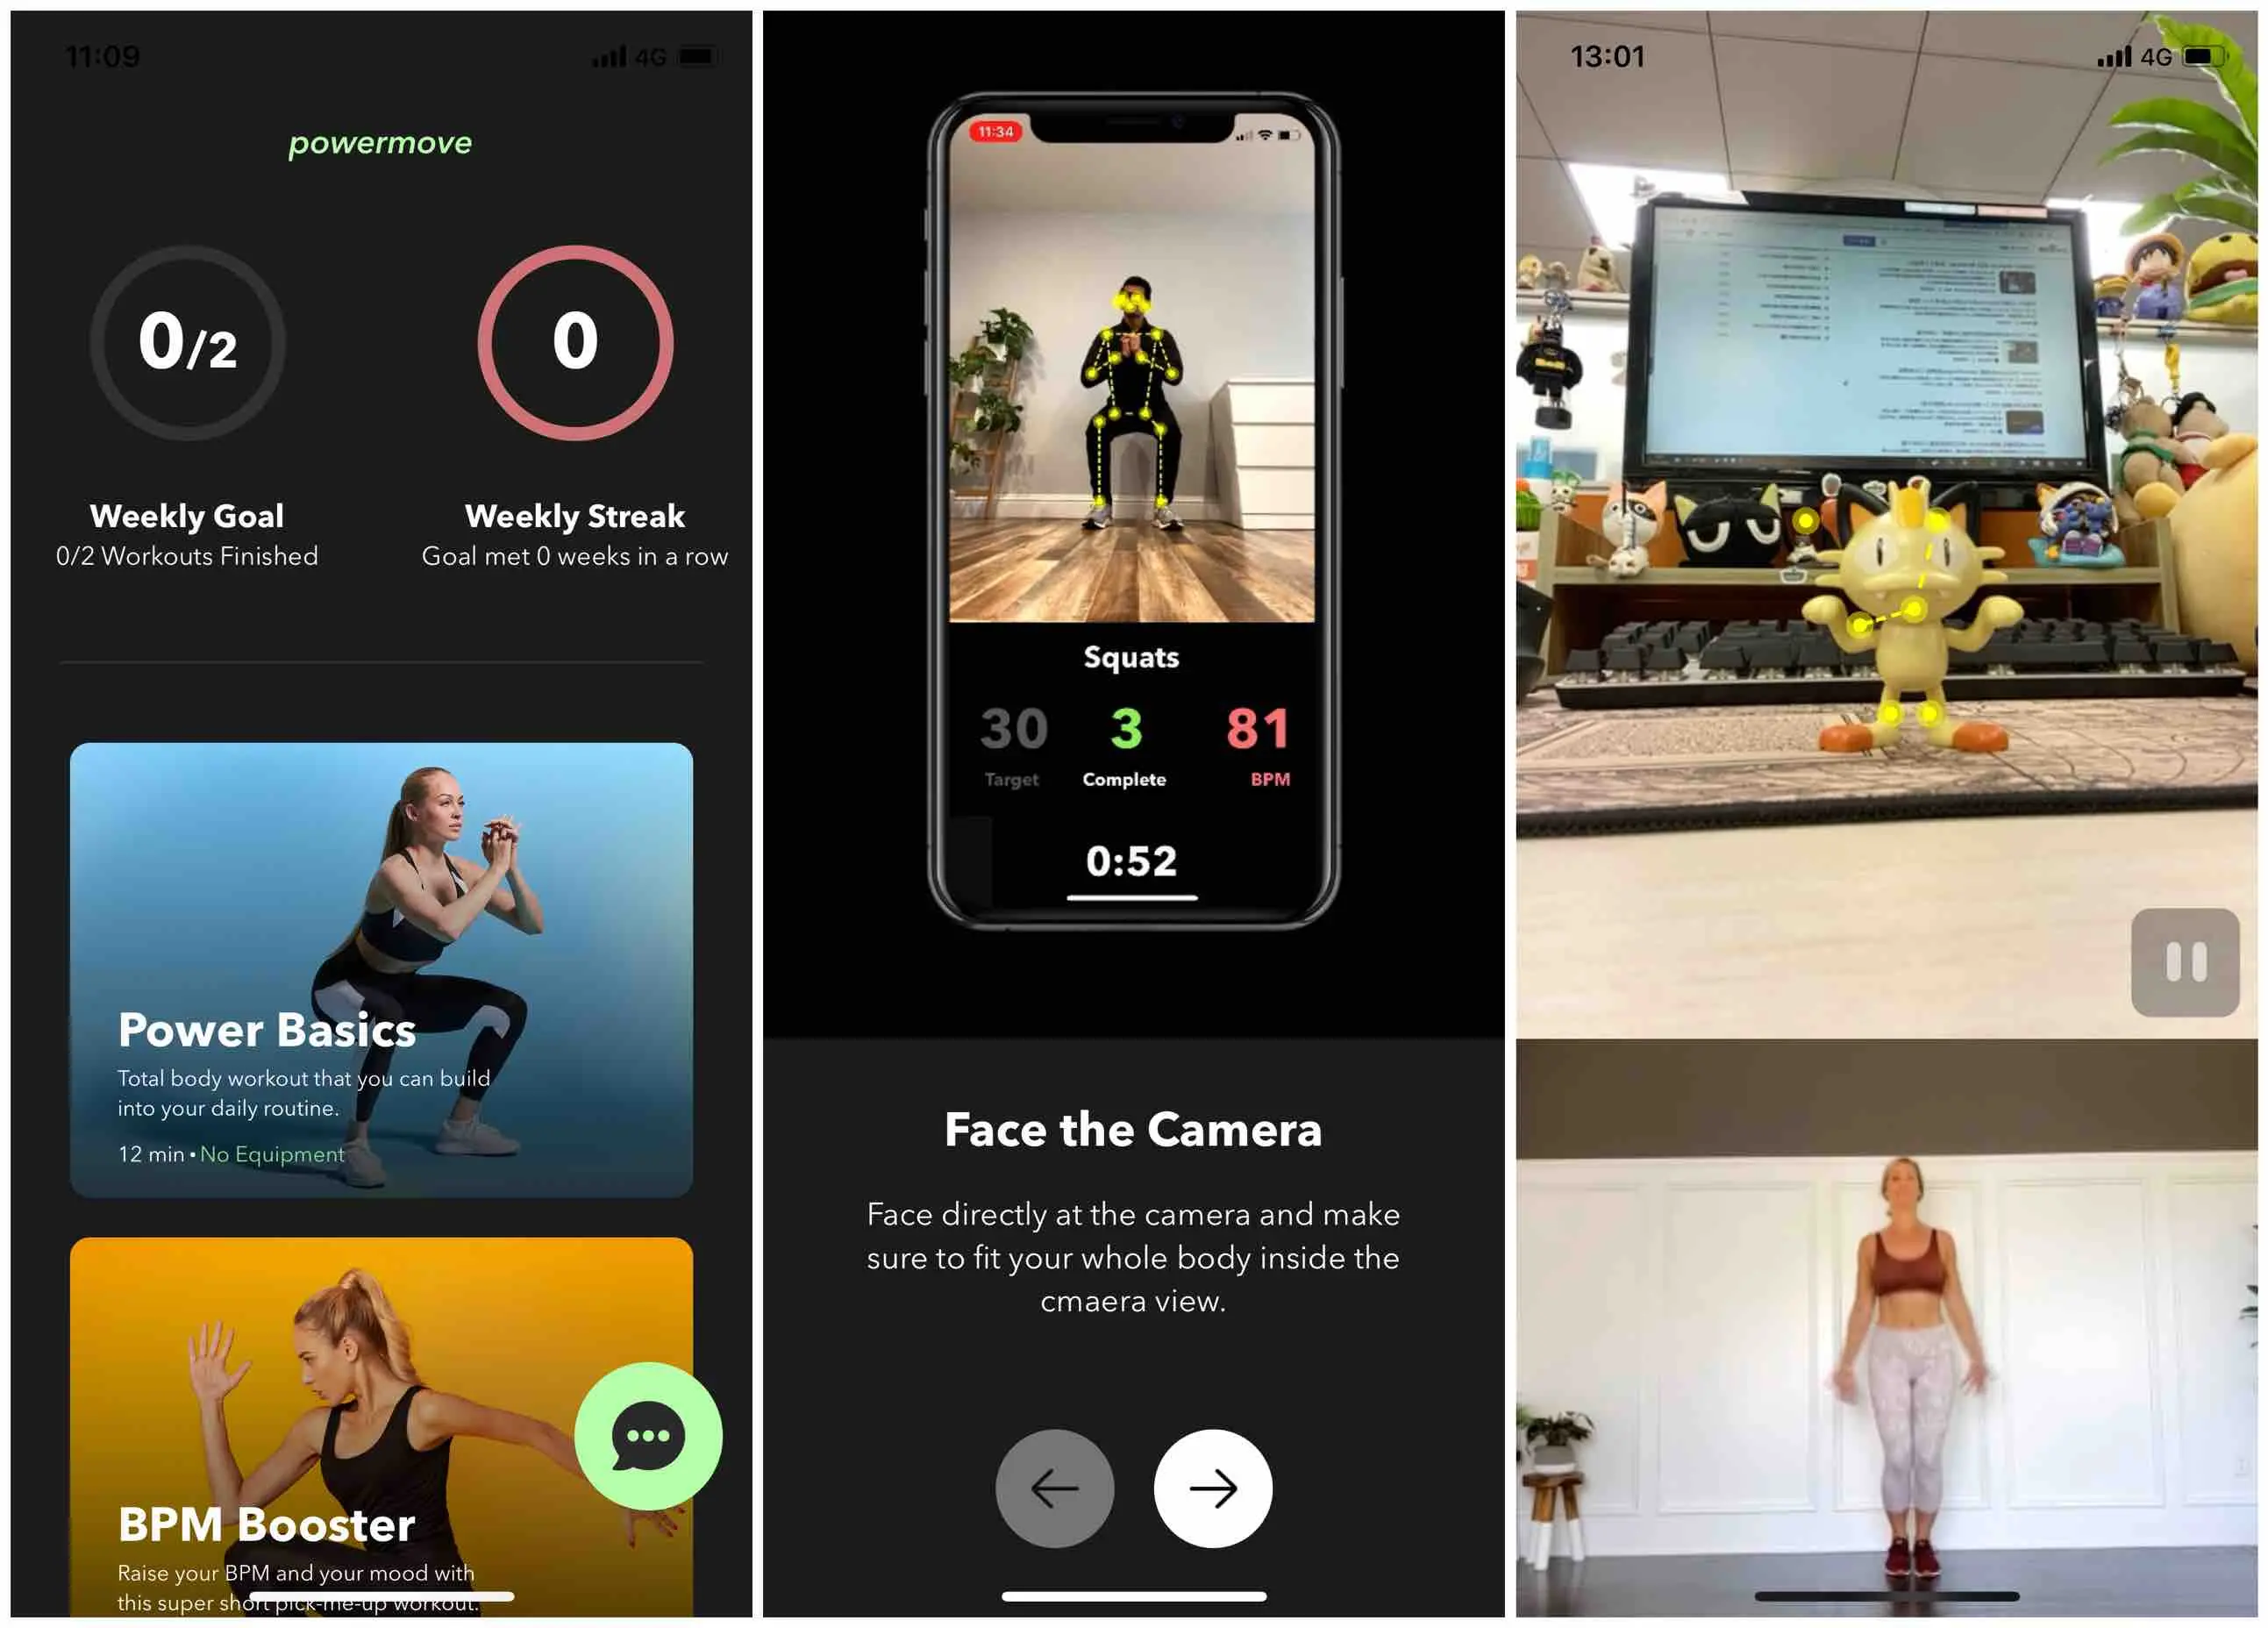 11:09
4G
powermove
0/2
0
Weekly Goal
0/2 Workouts Finished
Weekly Streak
Goal met 0 weeks in a row
Power Basics
Total body workout that you can build
into your daily routine.
12 min • No Equipment
BPM Booster
Raise your BPM and your mood with
this super short pick-me-up workout.
11:34
Squats
30
3
81
Target
Complete
BPM
0:52
Face the Camera
Face directly at the camera and make
sure to fit your whole body inside the
cmaera view.
13:01
4G